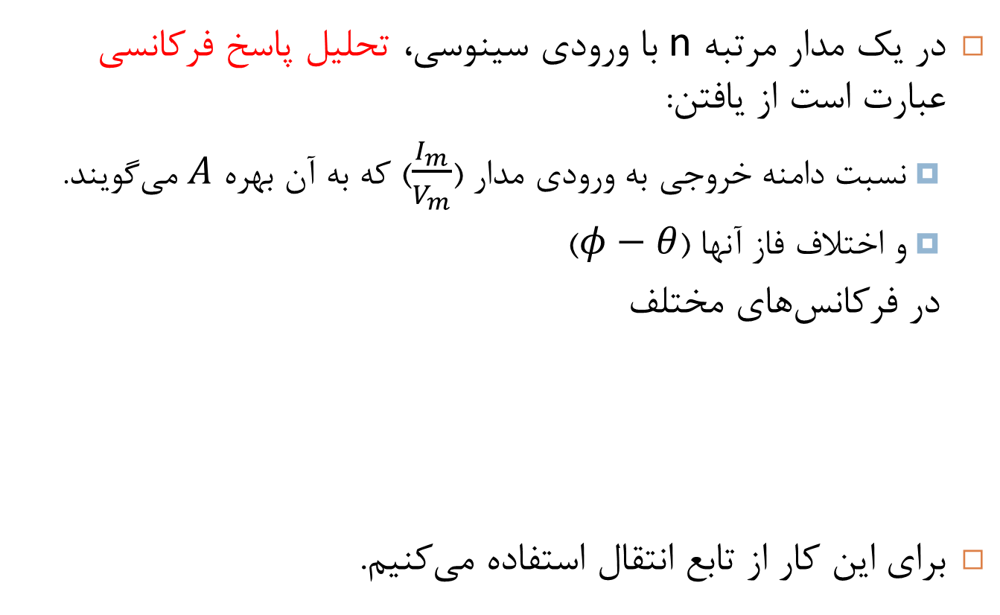 در یک مدار مرتبه n با ورودی سینوسی، تحلیل پاسخ فرکانسی
عبارت است از یافتن:
نسبت دامنه خروجی به ورودی مدار ($\frac{I_m}{V_m}$) که به آن بهره A می‌گویند.
و اختلاف فاز آنها ($\phi - \theta$)
در فرکانس‌های مختلف
برای این کار از تابع انتقال استفاده می‌کنیم.